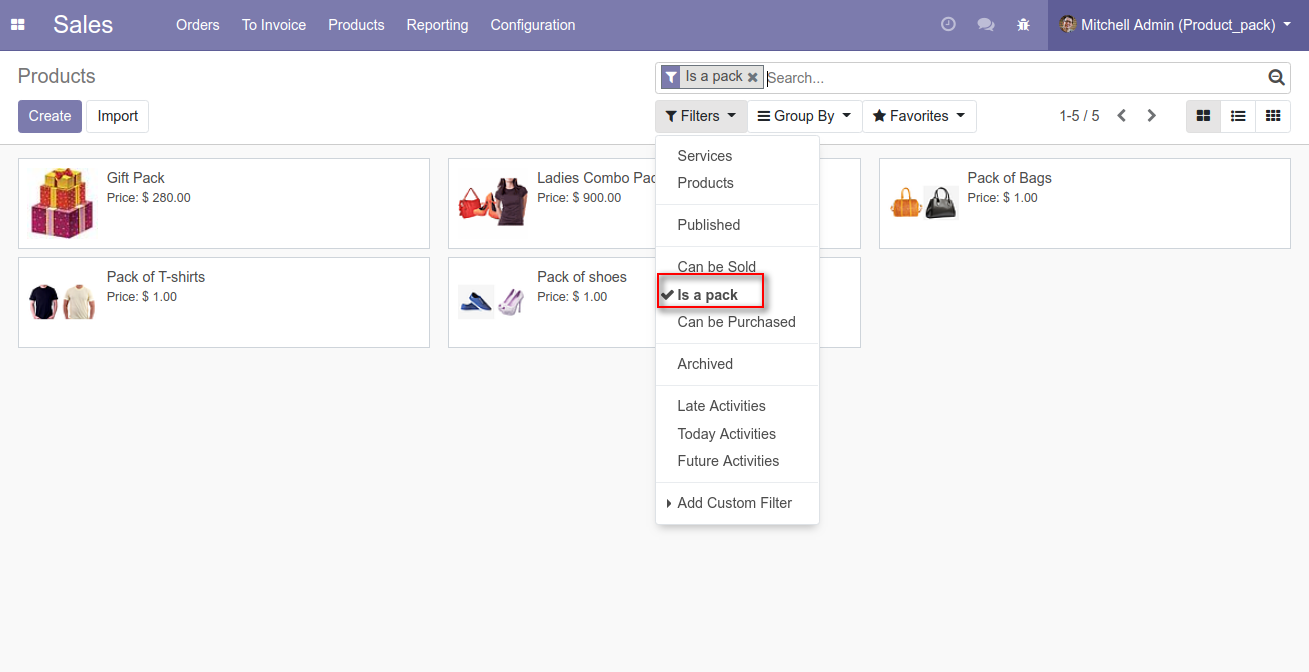 Sales Orders To Invoice Products Reporting Configuration Mitchell Admin (Product_pack)
Products
Is a pack Search...
Create Import
Filters Group By Favorites 1-5 / 5
Gift Pack
Price: $ 280.00
Ladies Combo Pac
Price: $ 900.00
Pack of Bags
Price: $ 1.00
Pack of T-shirts
Price: $ 1.00
Pack of shoes
Price: $ 1.00
Services
Products
Published
Can be Sold
Is a pack
Can be Purchased
Archived
Late Activities
Today Activities
Future Activities
Add Custom Filter